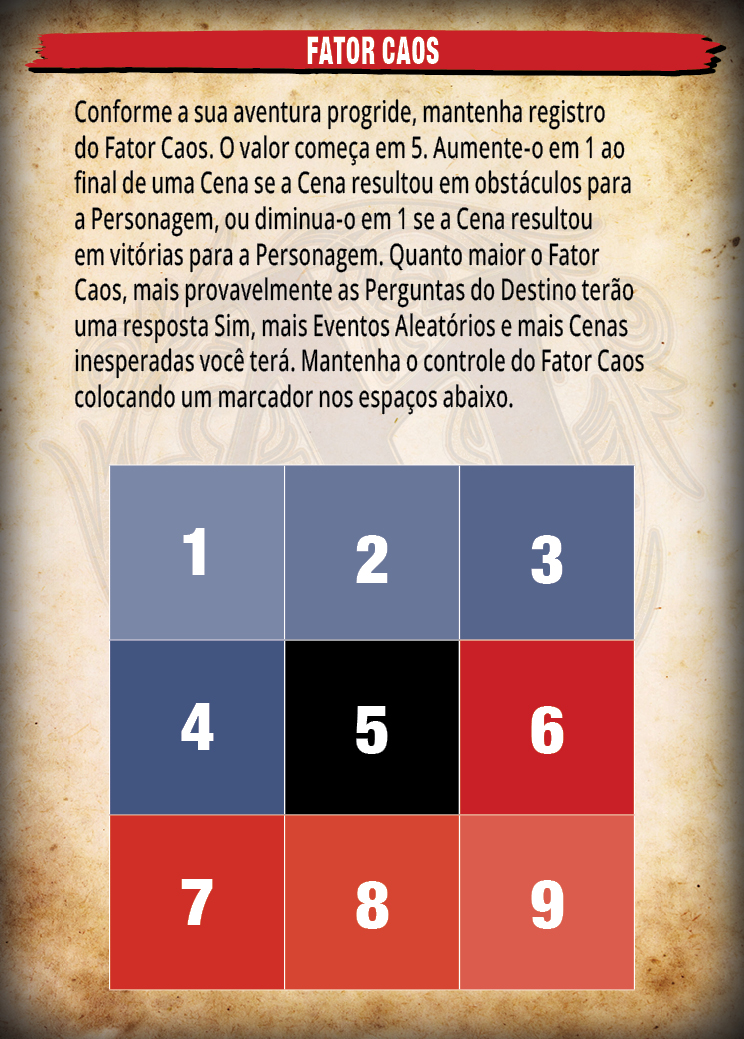 FATOR CAOS
Conforme a sua aventura progride, mantenha registro
do Fator Caos. O valor começa em 5. Aumente-o em 1 ao
final de uma Cena se a Cena resultou em obstáculos para
a Personagem, ou diminua-o em 1 se a Cena resultou
em vitórias para a Personagem. Quanto maior o Fator
Caos, mais provavelmente as Perguntas do Destino terão
uma resposta Sim, mais Eventos Aleatórios e mais Cenas
inesperadas você terá. Mantenha o controle do Fator Caos
colocando um marcador nos espaços abaixo.
1 2 3
4 5 6
7 8 9